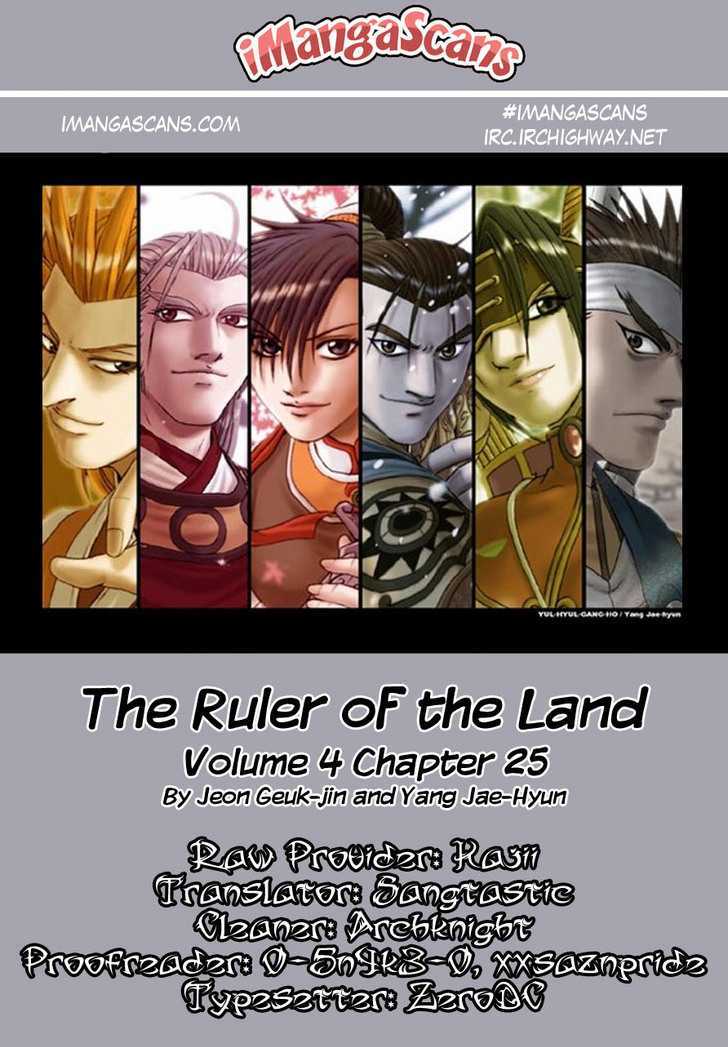 iMangaScans
IMANGASCANS.COM
#IMANGASCANS
IRC.IRCHIGHWAY.NET
YUL-HYUL-GANG-HO / Yang Jae-hyun
The Ruler of the Land
Volume 4 Chapter 25
By Jeon Geuk-jin and Yang Jae-Hyun
Raw Provider: Kajii
Translator: Sangtastic
Cleaner: Archknight
Proofreader: 0-5n4k3-0, xxsaznpride
Typesetter: ZeroDC